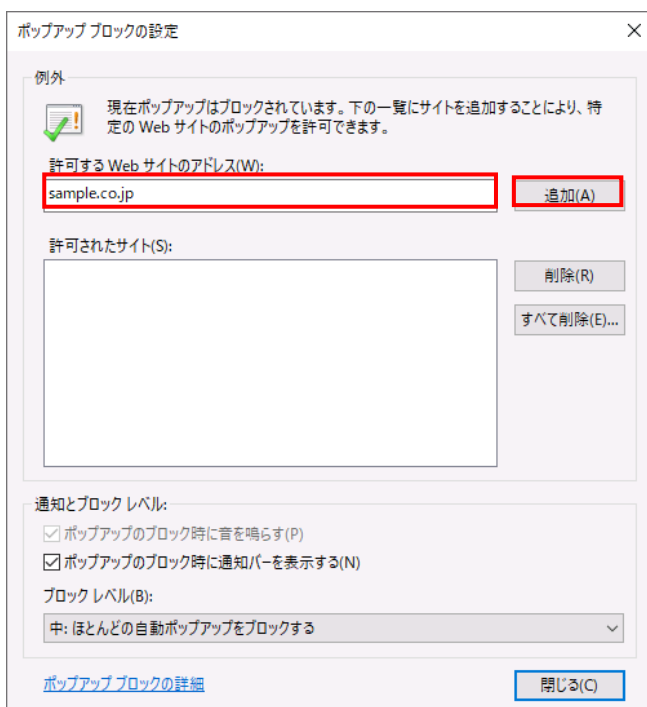 ポップアップ ブロックの設定
例外
現在ポップアップはブロックされています。下の一覧にサイトを追加することにより、特
定の Web サイトのポップアップを許可できます。
許可する Web サイトのアドレス(W):
sample.co.jp
追加(A)
許可されたサイト(S):
削除(R)
すべて削除(E)...
通知とブロック レベル:
ポップアップのブロック時に音を鳴らす(P)
ポップアップのブロック時に通知バーを表示する(N)
ブロック レベル(B):
中: ほとんどの自動ポップアップをブロックする
ポップアップ ブロックの詳細
閉じる(C)